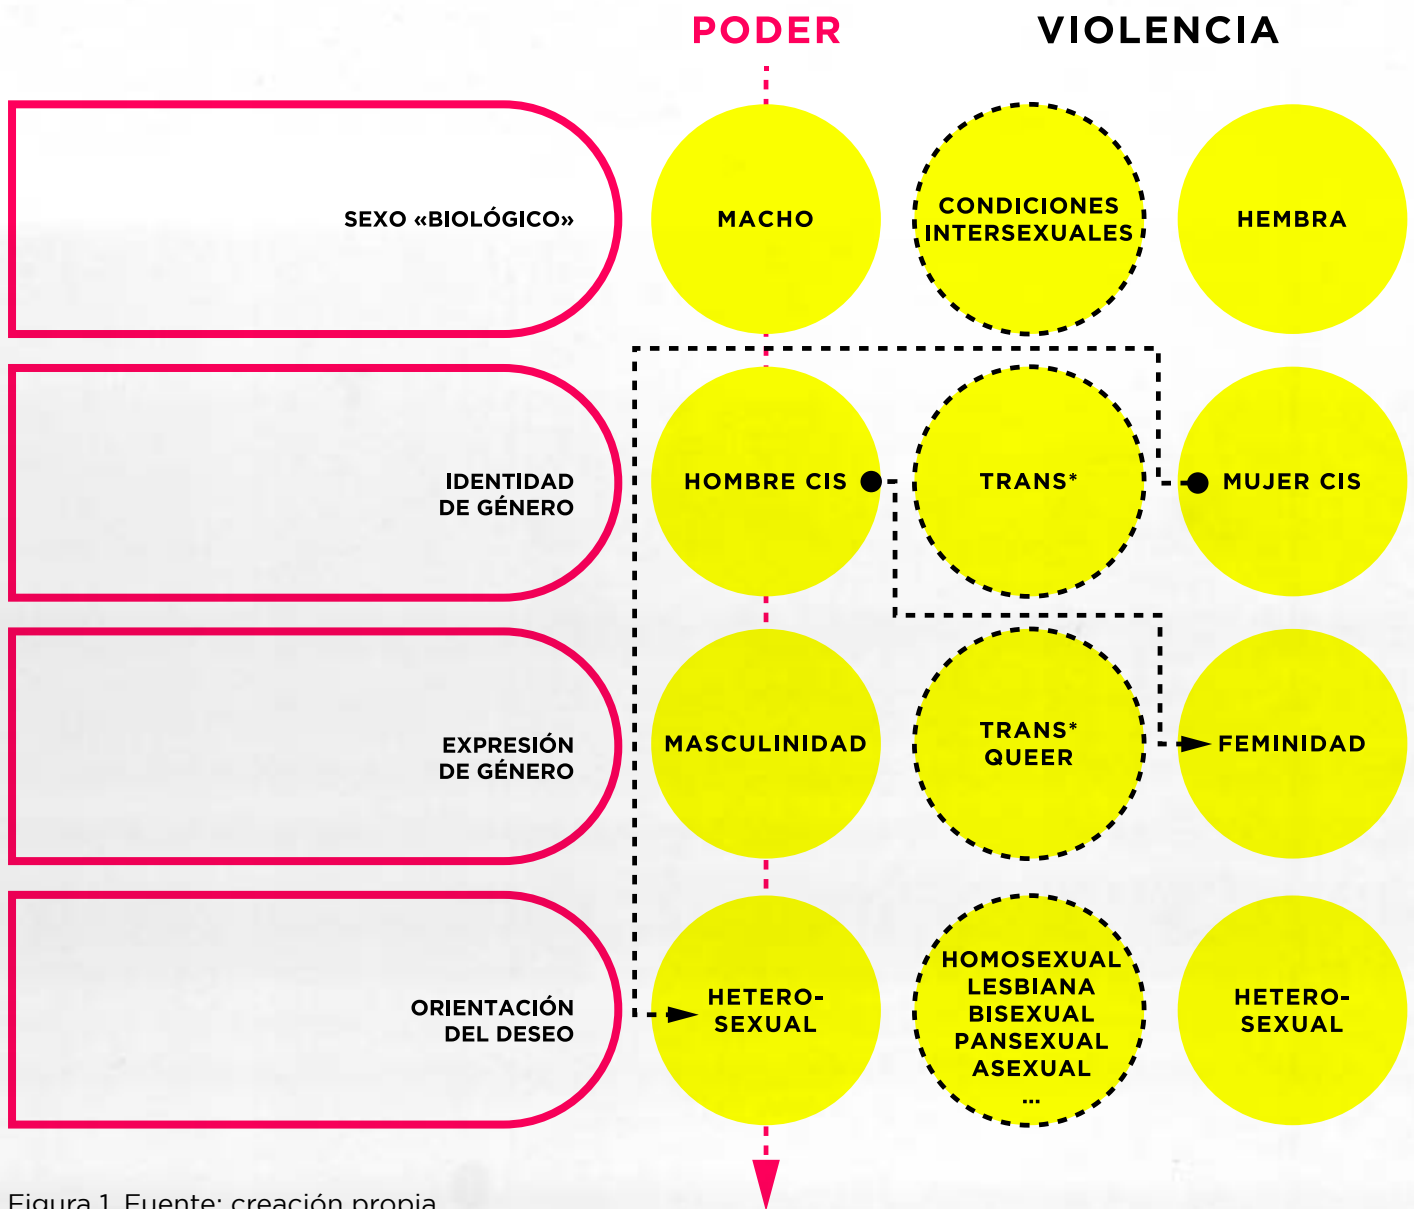 PODER VIOLENCIA
SEXO «BIOLÓGICO»
MACHO
CONDICIONES
INTERSEXUALES
HEMBRA
IDENTIDAD
DE GÉNERO
HOMBRE CIS
TRANS*
MUJER CIS
EXPRESIÓN
DE GÉNERO
MASCULINIDAD
TRANS*
QUEER
FEMINIDAD
ORIENTACIÓN
DEL DESEO
HETERO-
SEXUAL
HOMOSEXUAL
LESBIANA
BISEXUAL
PANSEXUAL
ASEXUAL
...
HETERO-
SEXUAL
Figura 1. Fuente: creación propia